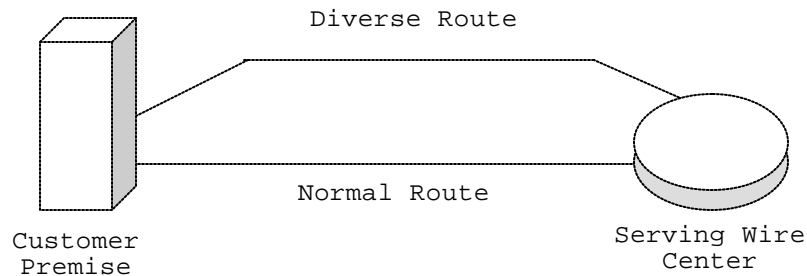 Diverse Route
Normal Route
Customer
Premise
Serving Wire
Center